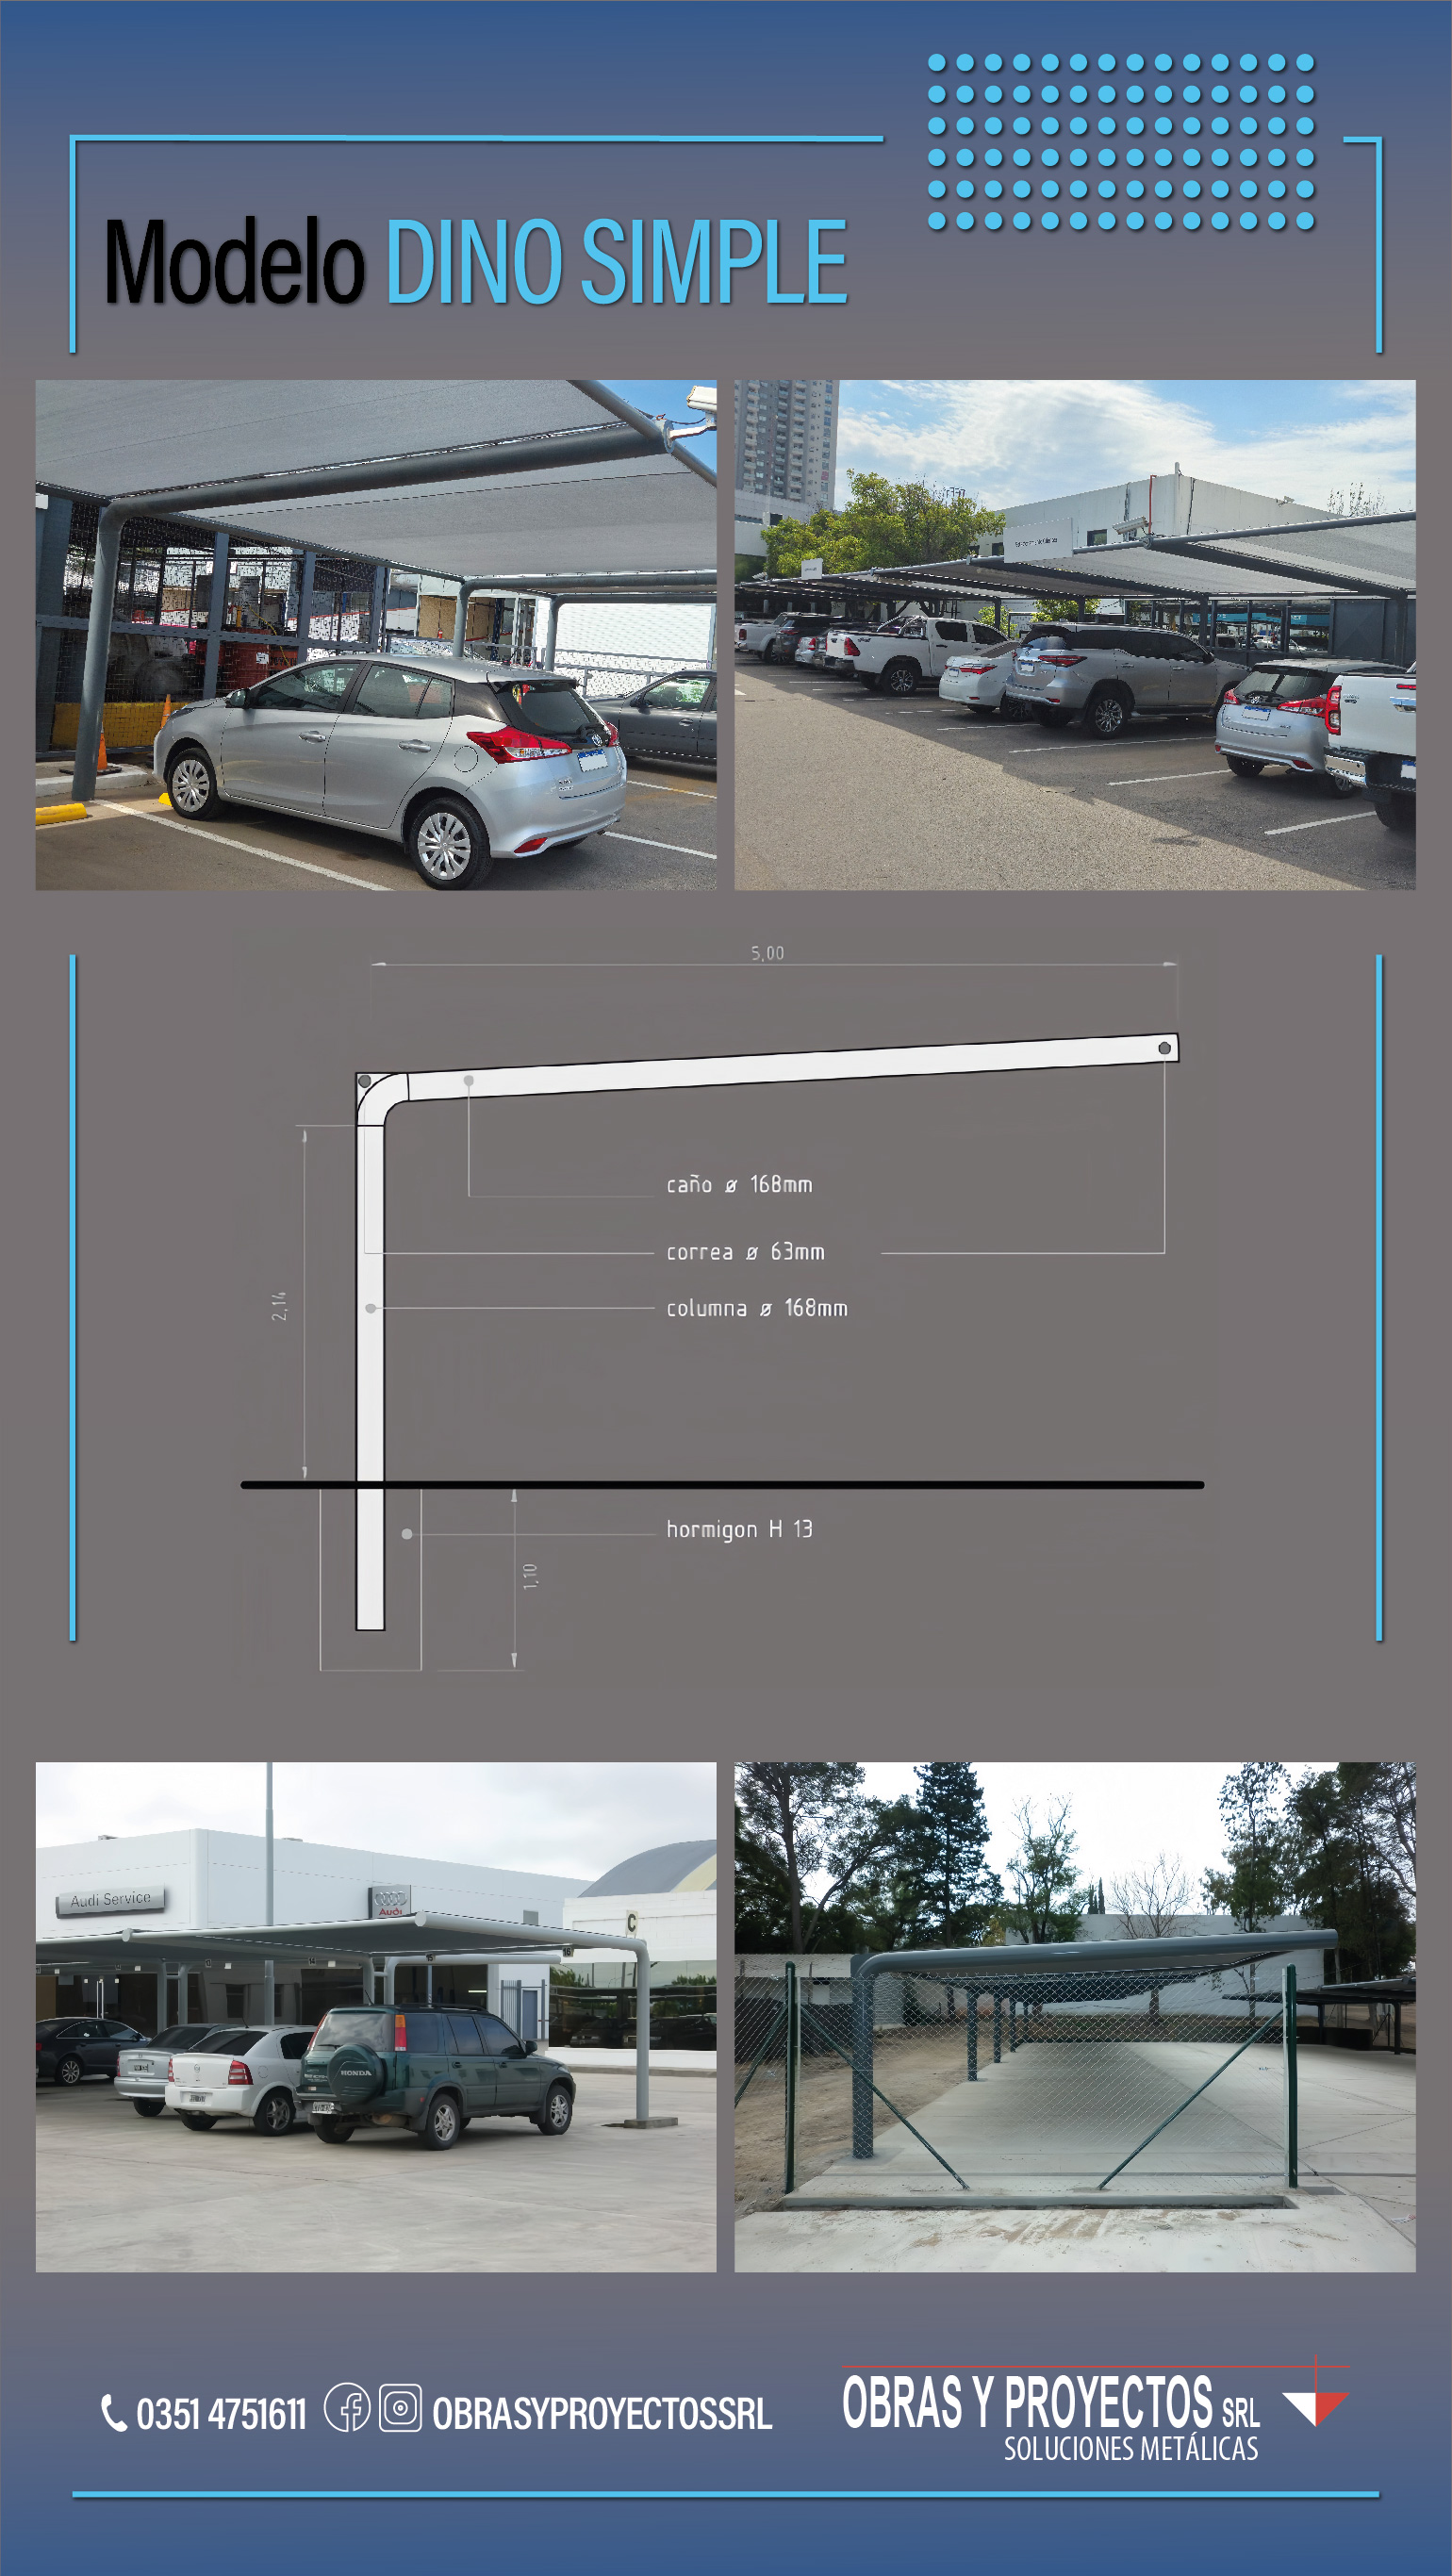 Modelo DINO SIMPLE
5,00
caño ø 168mm
correa ø 63mm
2,14
columna ø 168mm
hormigon H 13
1,10
Audi Service
Audi
C
HONDA
0351 4751611
OBRASYPROYECTOSSRL
OBRAS Y PROYECTOS SRL
SOLUCIONES METÁLICAS